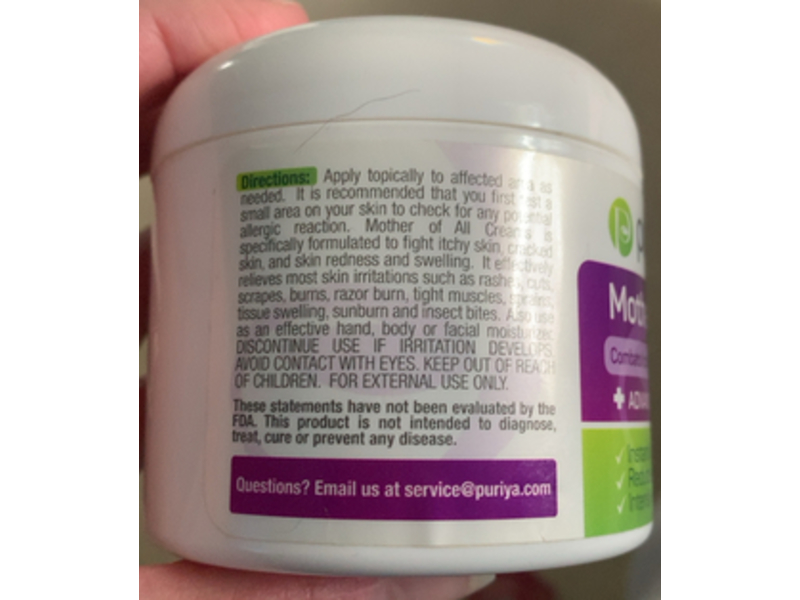 Directions: Apply topically to affected area as
needed. It is recommended that you first test a
small area on your skin to check for any potential
allergic reaction. Mother of All Creams is
specifically formulated to fight itchy skin, cracked
skin, and skin redness and swelling. It effectively
relieves most skin irritations such as rashes, cuts,
scrapes, burns, razor burn, tight muscles, sprains,
tissue swelling, sunburn and insect bites. Also use
as an effective hand, body or facial moisturizer.
DISCONTINUE USE IF IRRITATION DEVELOPS.
AVOID CONTACT WITH EYES. KEEP OUT OF REACH
OF CHILDREN. FOR EXTERNAL USE ONLY.
These statements have not been evaluated by the
FDA. This product is not intended to diagnose,
treat, cure or prevent any disease.
Questions? Email us at service@puriya.com
p
Moth
Combats
+ ADVA
Instan
Redu
Inten